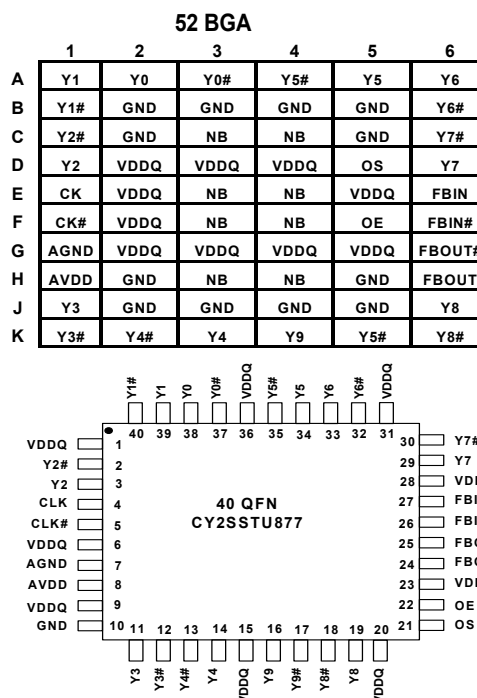 52 BGA
1 2 3 4 5 6
A Y1 Y0 Y0# Y5# Y5 Y6
B Y1# GND GND GND GND Y6#
C Y2# GND NB NB GND Y7#
D Y2 VDDQ VDDQ VDDQ OS Y7
E CK VDDQ NB NB VDDQ FBIN
F CK# VDDQ NB NB OE FBIN#
G AGND VDDQ VDDQ VDDQ VDDQ FBOUT#
H AVDD GND NB NB GND FBOUT
J Y3 GND GND GND GND Y8
K Y3# Y4# Y4 Y9 Y5# Y8#
Y1# Y1 Y0 Y0# VDDQ Y5# Y5 Y6 Y6# VDDQ
40 39 38 37 36 35 34 33 32 31
VDDQ 1 30 Y7#
Y2# 2 29 Y7
Y2 3 28
CLK 4 27
CLK# 5 26
VDDQ 6 25
AGND 7 24
AVDD 8 23
VDDQ 9 22 OE
GND 10 21 OS
40 QFN
CY2SSTU877
11 12 13 14 15 16 17 18 19 20
Y3 Y3# Y4# Y4 VDDQ Y9 Y9# Y8# Y8 VDDQ